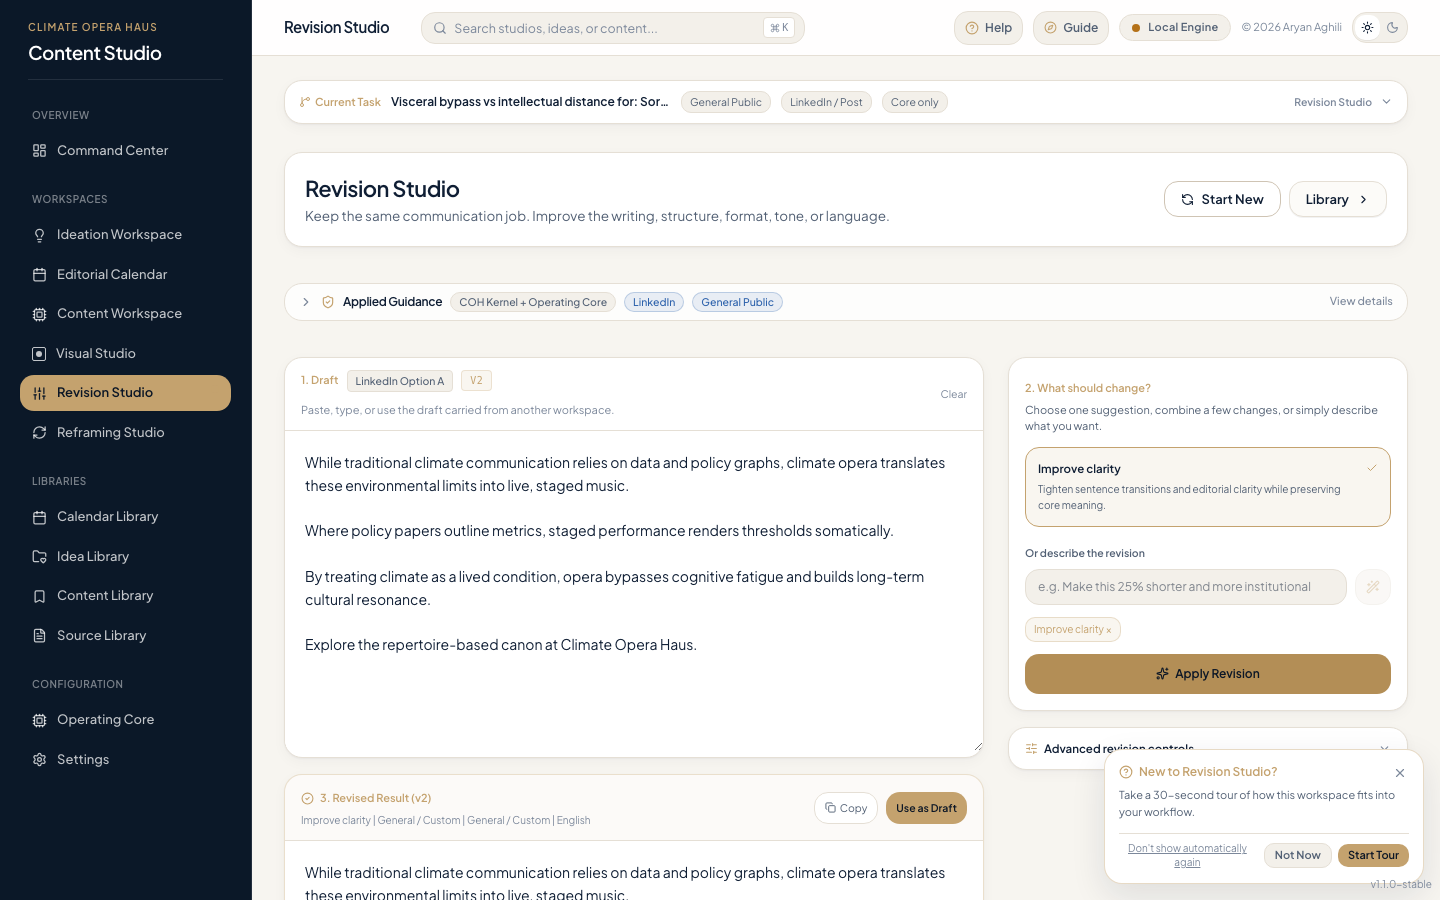 CLIMATE OPERA HAUS
Content Studio
OVERVIEW
Command Center
WORKSPACES
Ideation Workspace
Editorial Calendar
Content Workspace
Visual Studio
Revision Studio
Reframing Studio
LIBRARIES
Calendar Library
Idea Library
Content Library
Source Library
CONFIGURATION
Operating Core
Settings
Revision Studio
Search studios, ideas, or content...
⌘ K
Help
Guide
Local Engine
© 2026 Aryan Aghili
Current Task
Visceral bypass vs intellectual distance for: Sor...
General Public
LinkedIn / Post
Core only
Revision Studio
Revision Studio
Keep the same communication job. Improve the writing, structure, format, tone, or language.
Start New
Library
Applied Guidance
COH Kernel + Operating Core
LinkedIn
General Public
View details
1. Draft
LinkedIn Option A
V2
Paste, type, or use the draft carried from another workspace.
Clear
While traditional climate communication relies on data and policy graphs, climate opera translates
these environmental limits into live, staged music.
Where policy papers outline metrics, staged performance renders thresholds somatically.
By treating climate as a lived condition, opera bypasses cognitive fatigue and builds long-term
cultural resonance.
Explore the repertoire-based canon at Climate Opera Haus.
2. What should change?
Choose one suggestion, combine a few changes, or simply describe
what you want.
Improve clarity
Tighten sentence transitions and editorial clarity while preserving
core meaning.
Or describe the revision
e.g. Make this 25% shorter and more institutional
Improve clarity ×
Apply Revision
Advanced revision controls
3. Revised Result (v2)
Improve clarity | General / Custom | General / Custom | English
Copy
Use as Draft
While traditional climate communication relies on data and policy graphs, climate opera translates
these environmental limits into live, staged music.
New to Revision Studio?
Take a 30-second tour of how this workspace fits into
your workflow.
Don't show automatically
again
Not Now
Start Tour
v1.1.0-stable